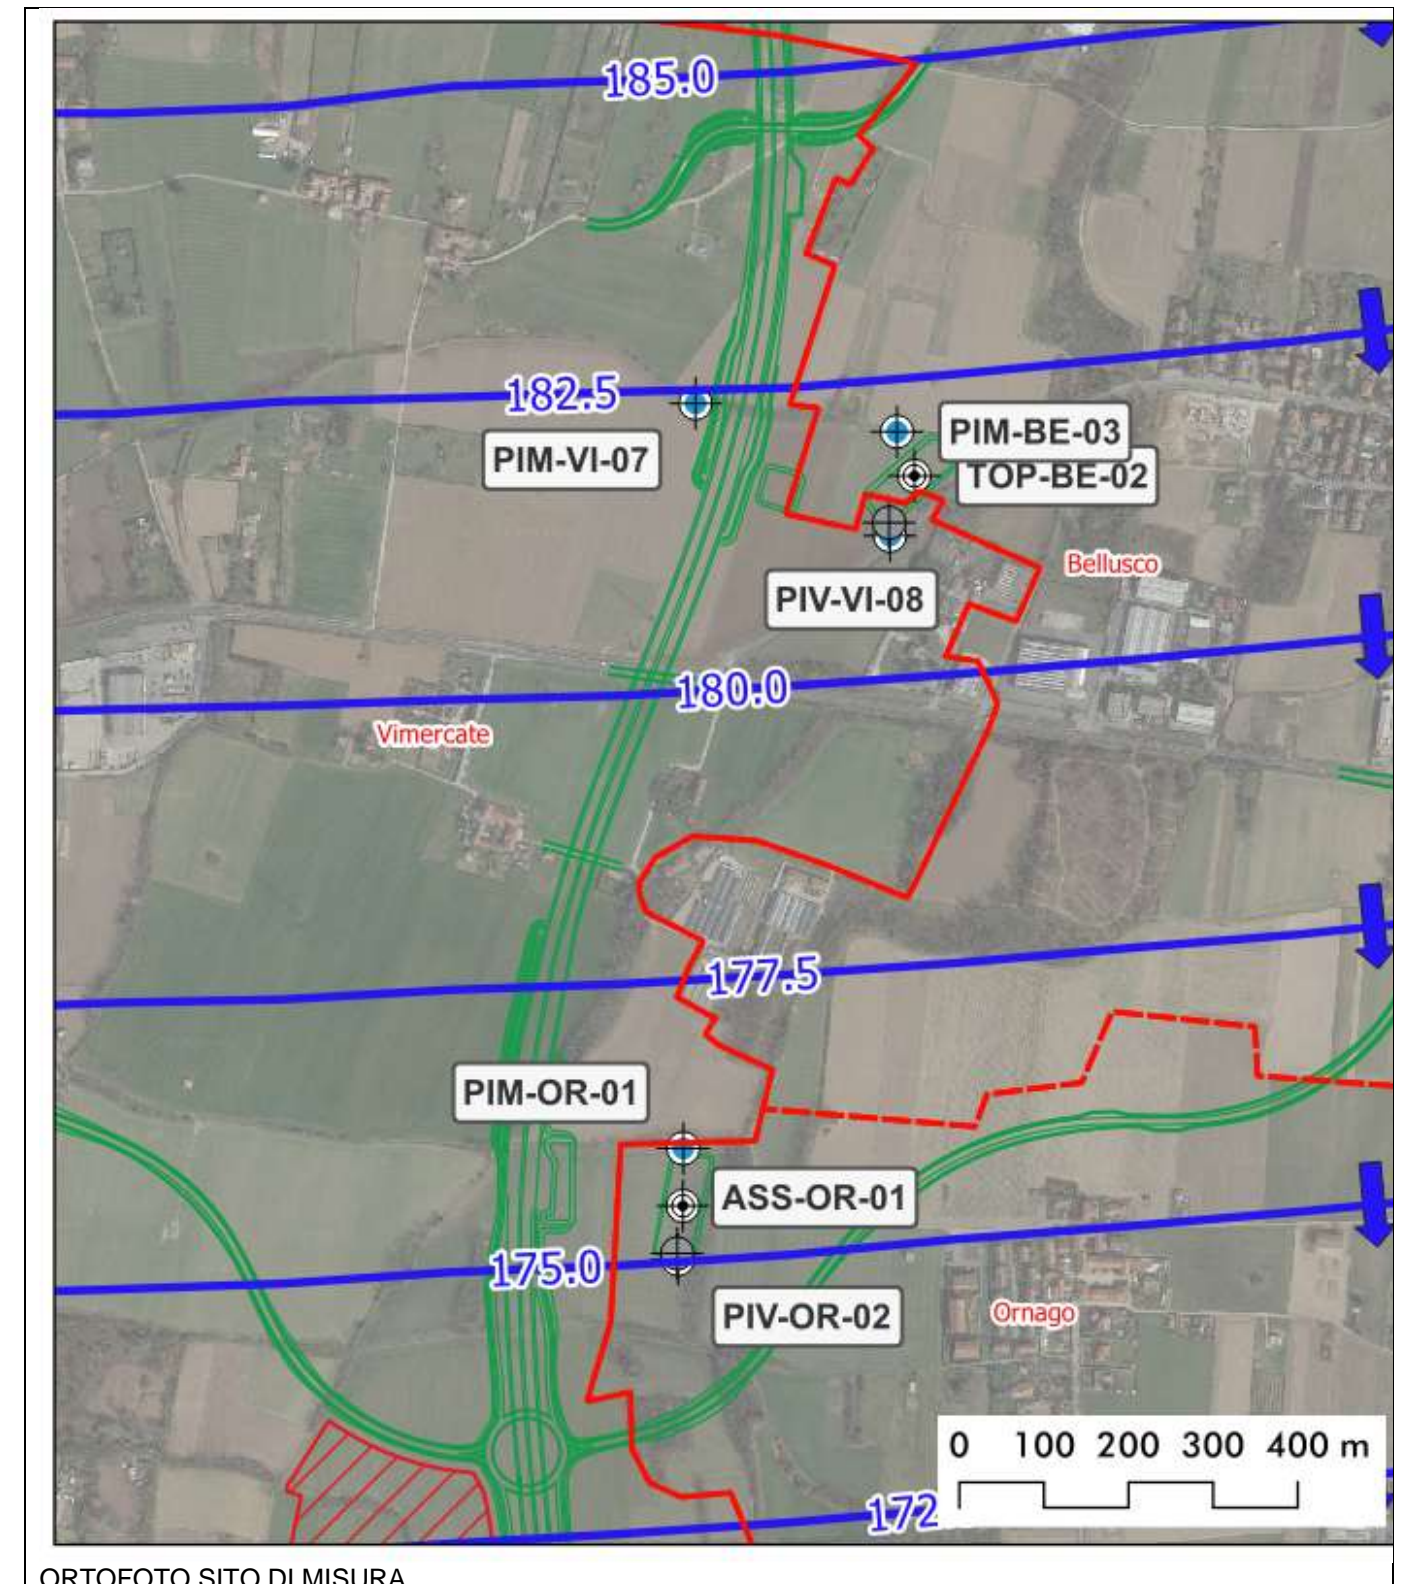 185.0
182.5
PIM-BE-03
PIM-VI-07
TOP-BE-02
Bellusco
PIV-VI-08
180.0
Vimercate
177.5
PIM-OR-01
ASS-OR-01
175.0
PIV-OR-02
Ornago
0 100 200 300 400 m
172
ORTOFOTO SITO DI MISURA